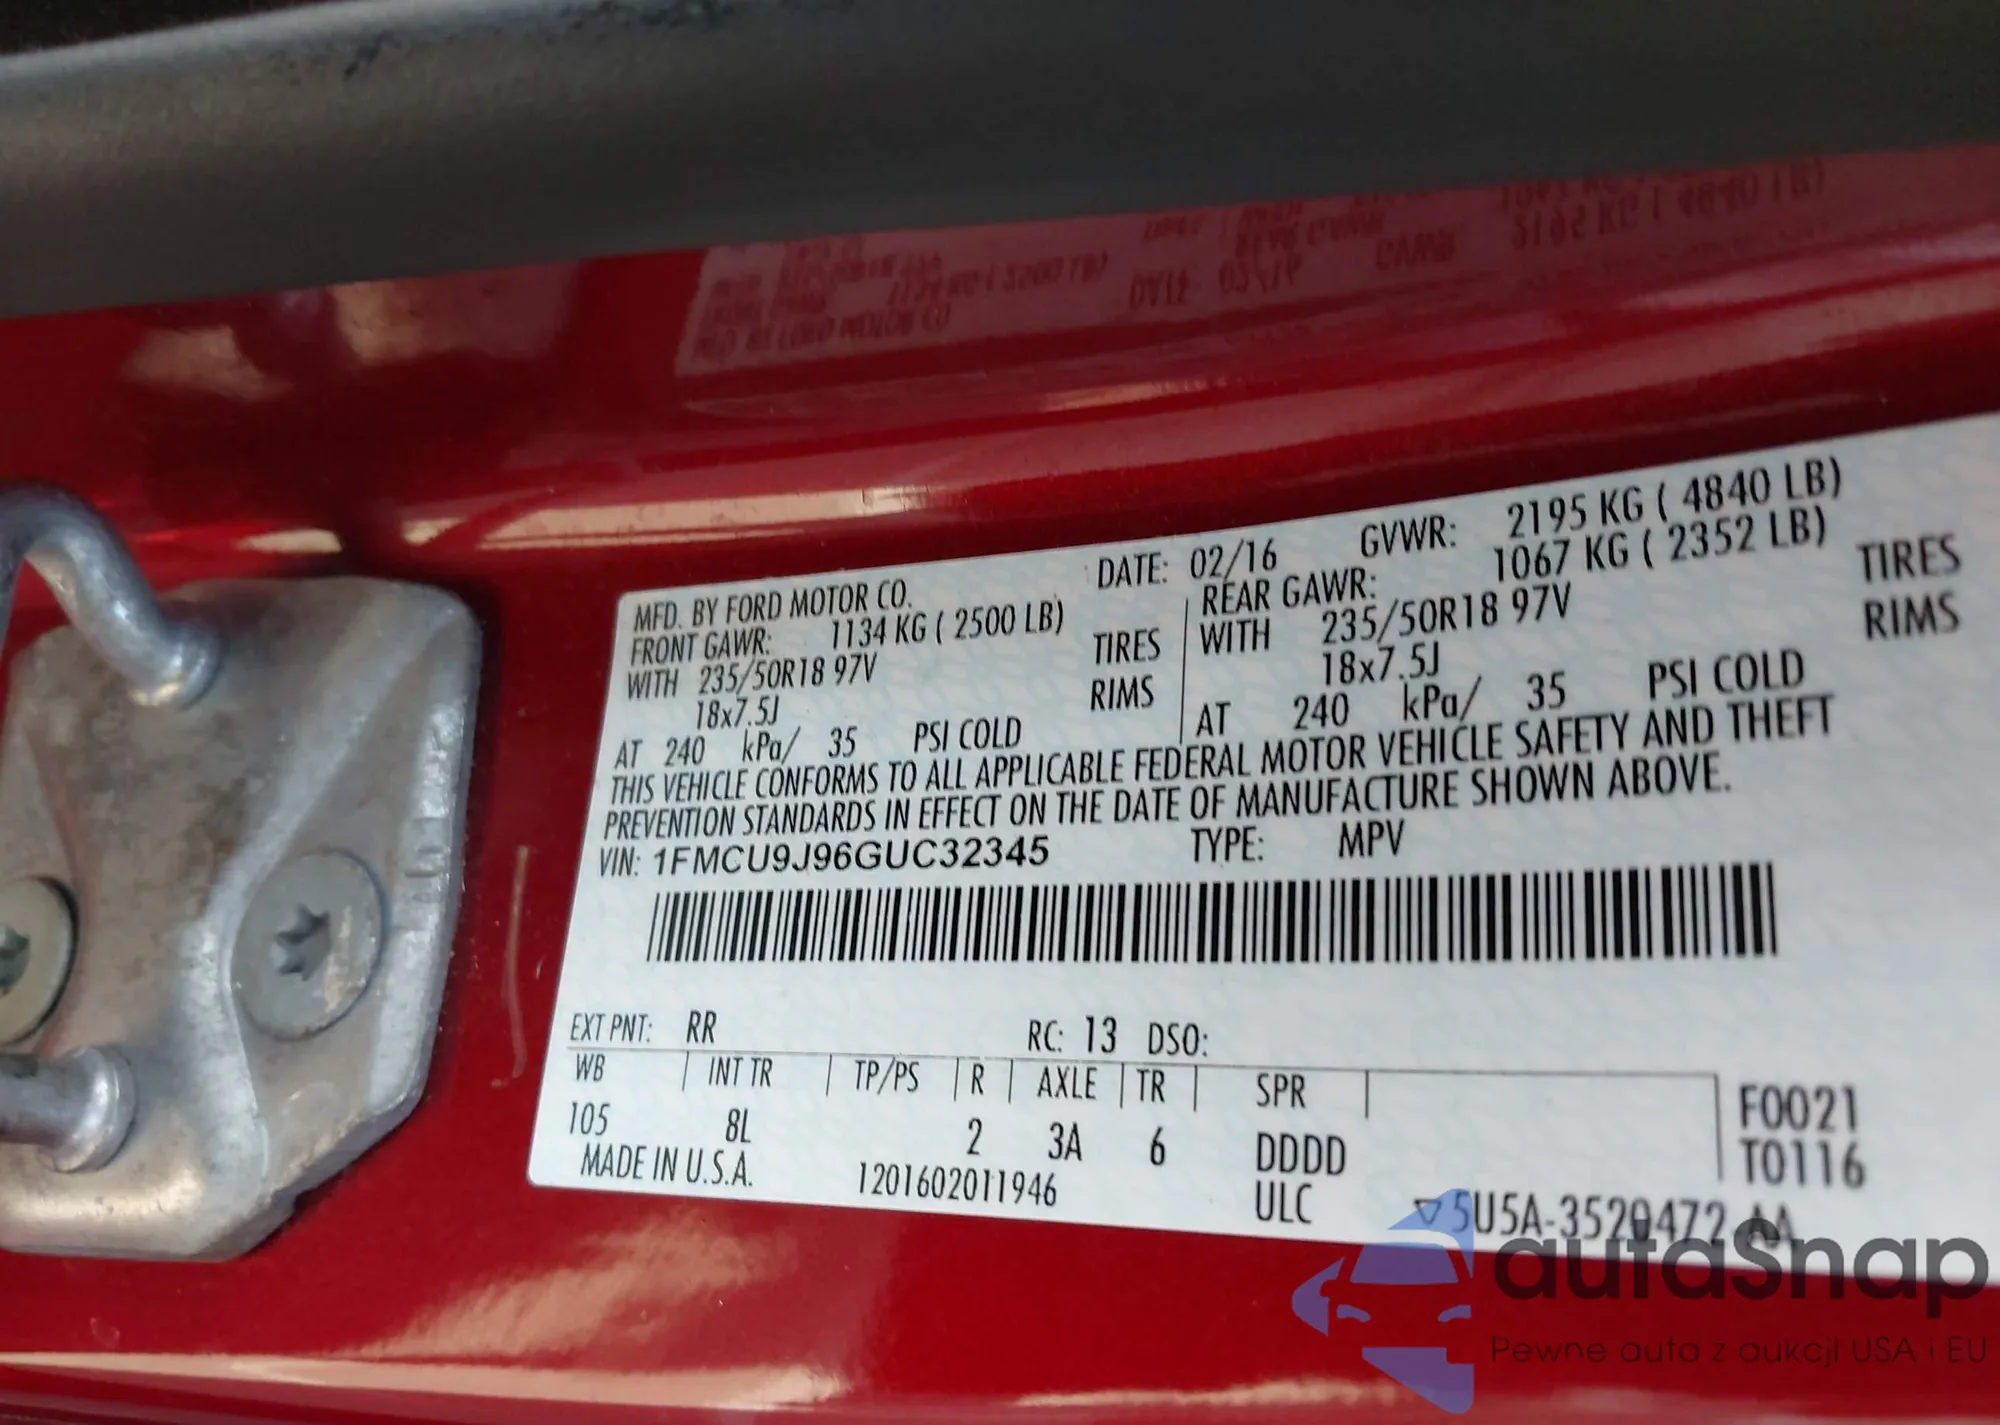 MFD. BY FORD MOTOR CO. DATE: 02/16 GVWR: 2195 KG ( 4840 LB)
FRONT GAWR: 1134 KG ( 2500 LB) REAR GAWR: 1067 KG ( 2352 LB)
WITH 235/50R18 97V TIRES WITH 235/50R18 97V TIRES
18x7.5J RIMS 18x7.5J RIMS
AT 240 kPa/ 35 PSI COLD AT 240 kPa/ 35 PSI COLD
THIS VEHICLE CONFORMS TO ALL APPLICABLE FEDERAL MOTOR VEHICLE SAFETY AND THEFT
PREVENTION STANDARDS IN EFFECT ON THE DATE OF MANUFACTURE SHOWN ABOVE.
VIN: 1FMCU9J96GUC32345 TYPE: MPV
EXT PNT: RR RC: 13 DSO:
WB INT TR TP/PS R AXLE TR SPR
105 8L 2 3A 6 DDDD
F0021
T0116
MADE IN U.S.A. 1201602011946 ULC
▽5U5A-3520472-AA
autaSnap
Pewne auta z aukcji USA i EU